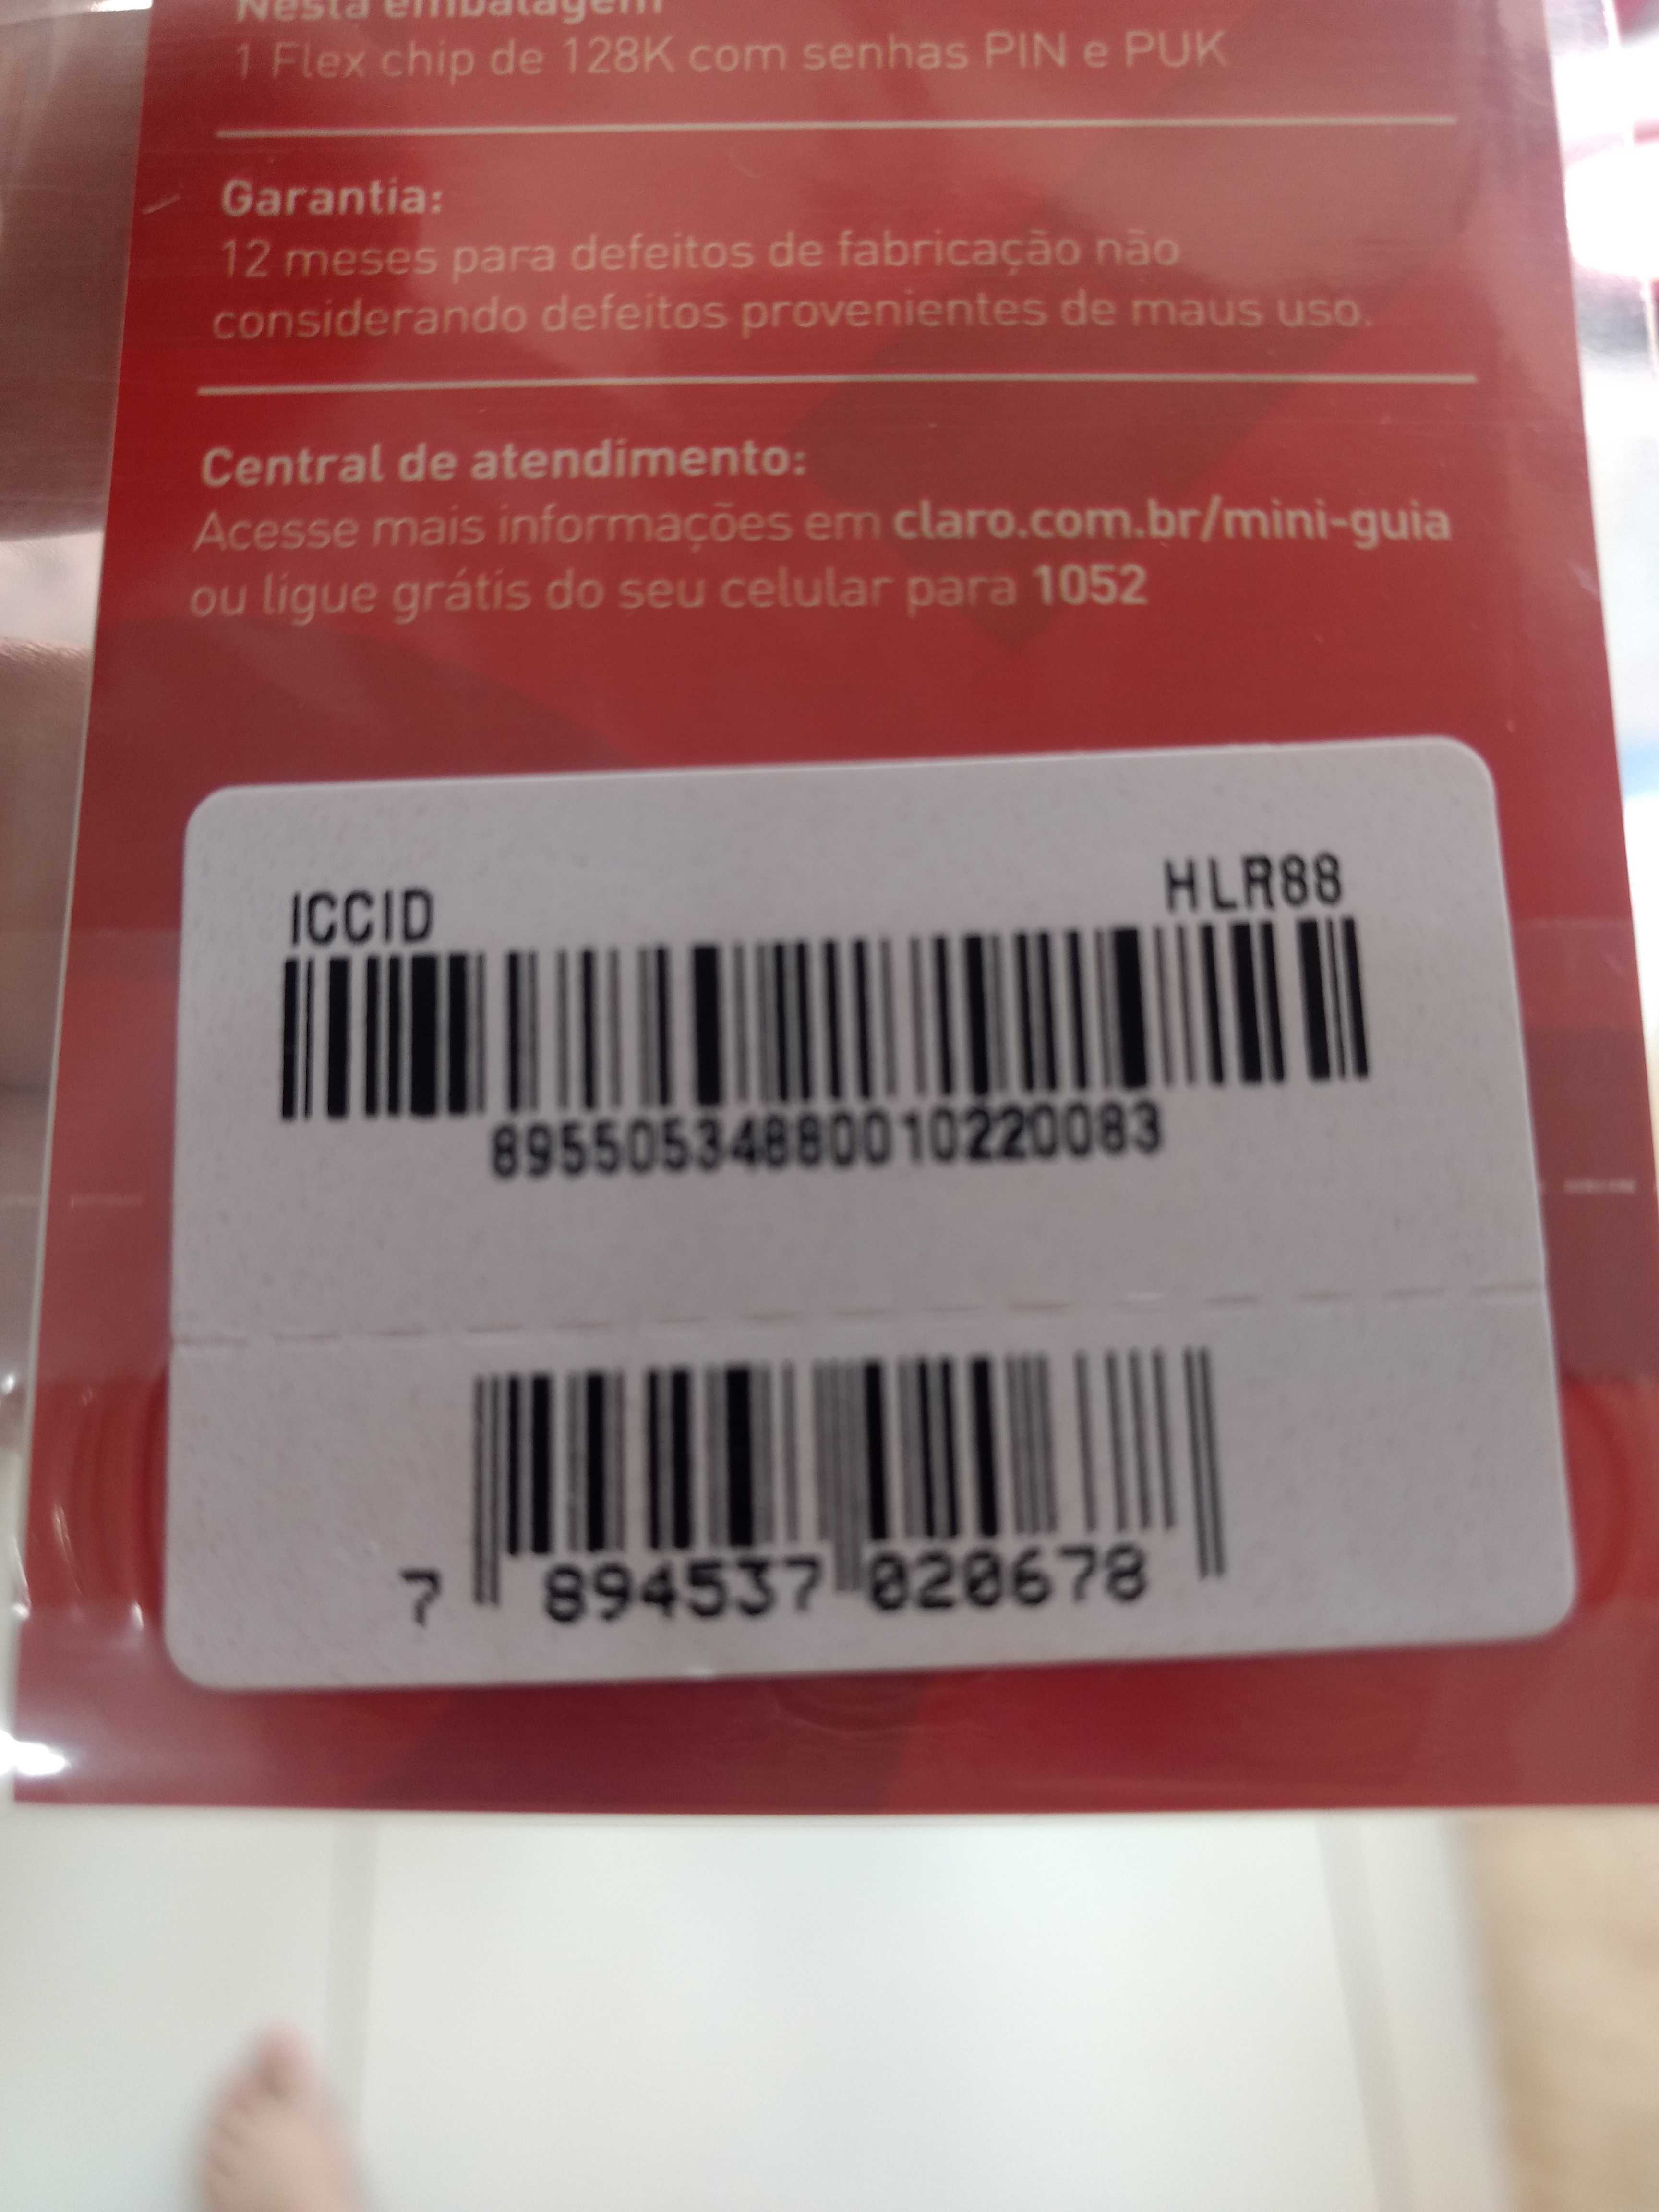 Nesta embalagem
1 Flex chip de 128K com senhas PIN e PUK
Garantia:
12 meses para defeitos de fabricação não
considerando defeitos provenientes de maus uso.
Central de atendimento:
Acesse mais informações em claro.com.br/mini-guia
ou ligue grátis do seu celular para 1052
ICCID HLR88
89550534880010220083
7 894537 020678